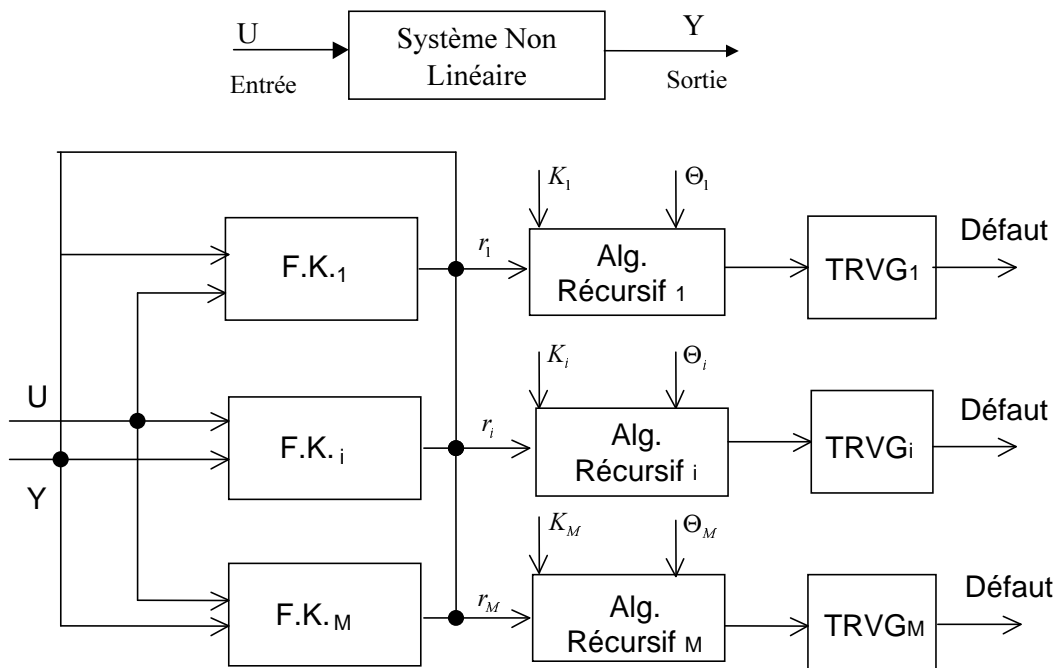 U
Entrée
Système Non
Linéaire
Y
Sortie
F.K.1
r1
K1
Θ1
Alg.
Récursif 1
TRVG1
Défaut
U
Y
F.K.i
ri
Ki
Θi
Alg.
Récursif i
TRVGi
Défaut
F.K.M
rM
KM
ΘM
Alg.
Récursif M
TRVGM
Défaut